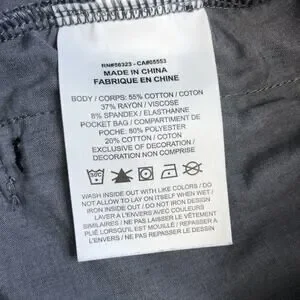 RN#56323 - CA#05553
MADE IN CHINA
FABRIQUE EN CHINE
BODY / CORPS: 55% COTTON / COTON
37% RAYON / VISCOSE
8% SPANDEX / ELASTHANNE
POCKET BAG / COMPARTIMENT DE
POCHE: 80% POLYESTER
20% COTTON / COTON
EXCLUSIVE OF DECORATION /
DECORATION NON COMPRISE
WASH INSIDE OUT WITH LIKE COLORS / DO
NOT ALLOW TO LAY ON ITSELF WHEN WET /
IRON INSIDE OUT / DO NOT IRON DESIGN
LAVER À L'ENVERS AVEC COULEURS
SIMILAIRES / NE PAS LAISSER LE VÊTEMENT
PLIÉ LORSQU'IL EST MOUILLÉ / REPASSER À
L'ENVERS / NE PAS REPASSER LE DESSIN